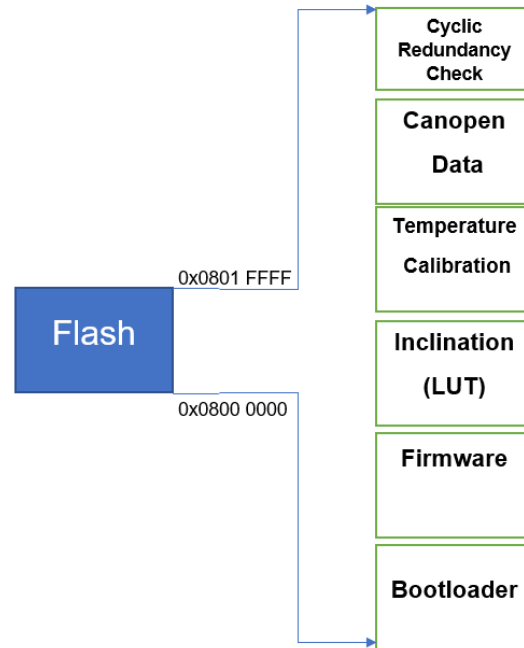 Cyclic
Redundancy
Check
Canopen
Data
Temperature
Calibration
0x0801 FFFF
Flash
Inclination
(LUT)
0x0800 0000
Firmware
Bootloader